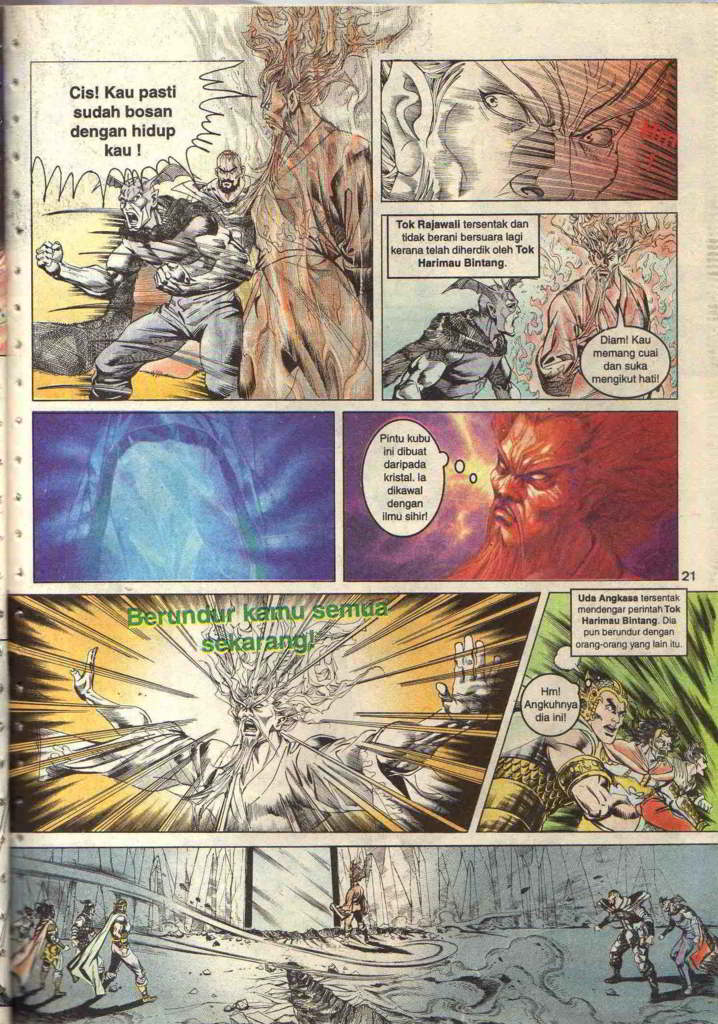 Cis! Kau pasti
sudah bosan
dengan hidup
kau !
Tok Rajawali tersentak dan
tidak berani bersuara lagi
kerana telah diherdik oleh Tok
Harimau Bintang.
Diam! Kau
memang cuai
dan suka
mengikut hati!
Pintu kubu
ini dibuat
daripada
kristal. Ia
dikawal
dengan
ilmu sihir!
21
Berundur kamu semua
sekarang!
Uda Angkasa tersentak
mendengar perintah Tok
Harimau Bintang. Dia
pun berundur dengan
orang-orang yang lain itu.
Hm!
Angkuhnya
dia ini!